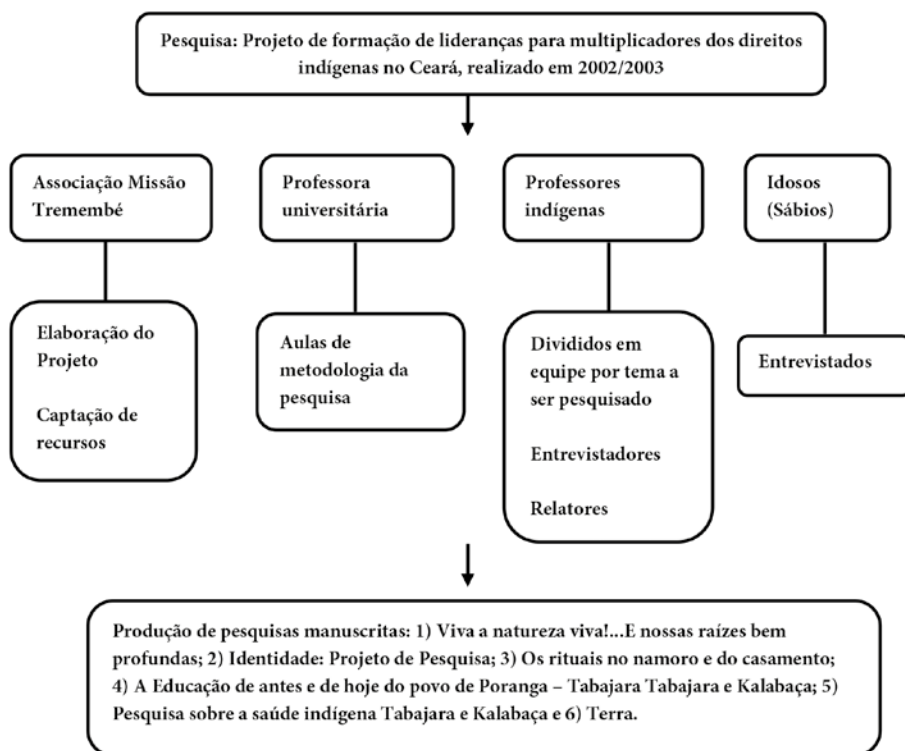 Pesquisa: Projeto de formação de lideranças para multiplicadores dos direitos
indígenas no Ceará, realizado em 2002/2003
Associação Missão
Tremembé
Professora
universitária
Professores
indígenas
Idosos
(Sábios)
Elaboração do
Projeto
Captação de
recursos
Aulas de
metodologia da
pesquisa
Divididos em
equipe por tema a
ser pesquisado
Entrevistadores
Relatores
Entrevistados
Produção de pesquisas manuscritas: 1) Viva a natureza viva!...E nossas raízes bem
profundas; 2) Identidade: Projeto de Pesquisa; 3) Os rituais no namoro e do casamento;
4) A Educação de antes e de hoje do povo de Poranga – Tabajara Tabajara e Kalabaça; 5)
Pesquisa sobre a saúde indígena Tabajara e Kalabaça e 6) Terra.